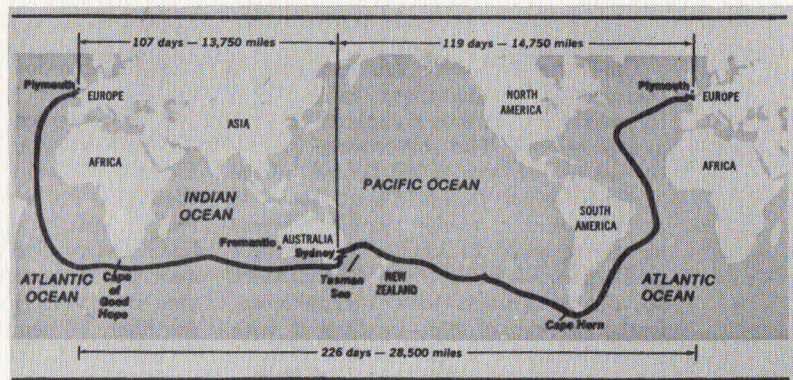 107 days — 13,750 miles
119 days — 14,750 miles
Plymouth
EUROPE
ASIA
AFRICA
INDIAN
OCEAN
Fremantle
AUSTRALIA
Sydney
ATLANTIC
OCEAN
Cape
of
Good
Hope
Tasman
Sea
NEW
ZEALAND
PACIFIC OCEAN
NORTH
AMERICA
SOUTH
AMERICA
Cape Horn
Plymouth
EUROPE
AFRICA
ATLANTIC
OCEAN
226 days — 28,500 miles